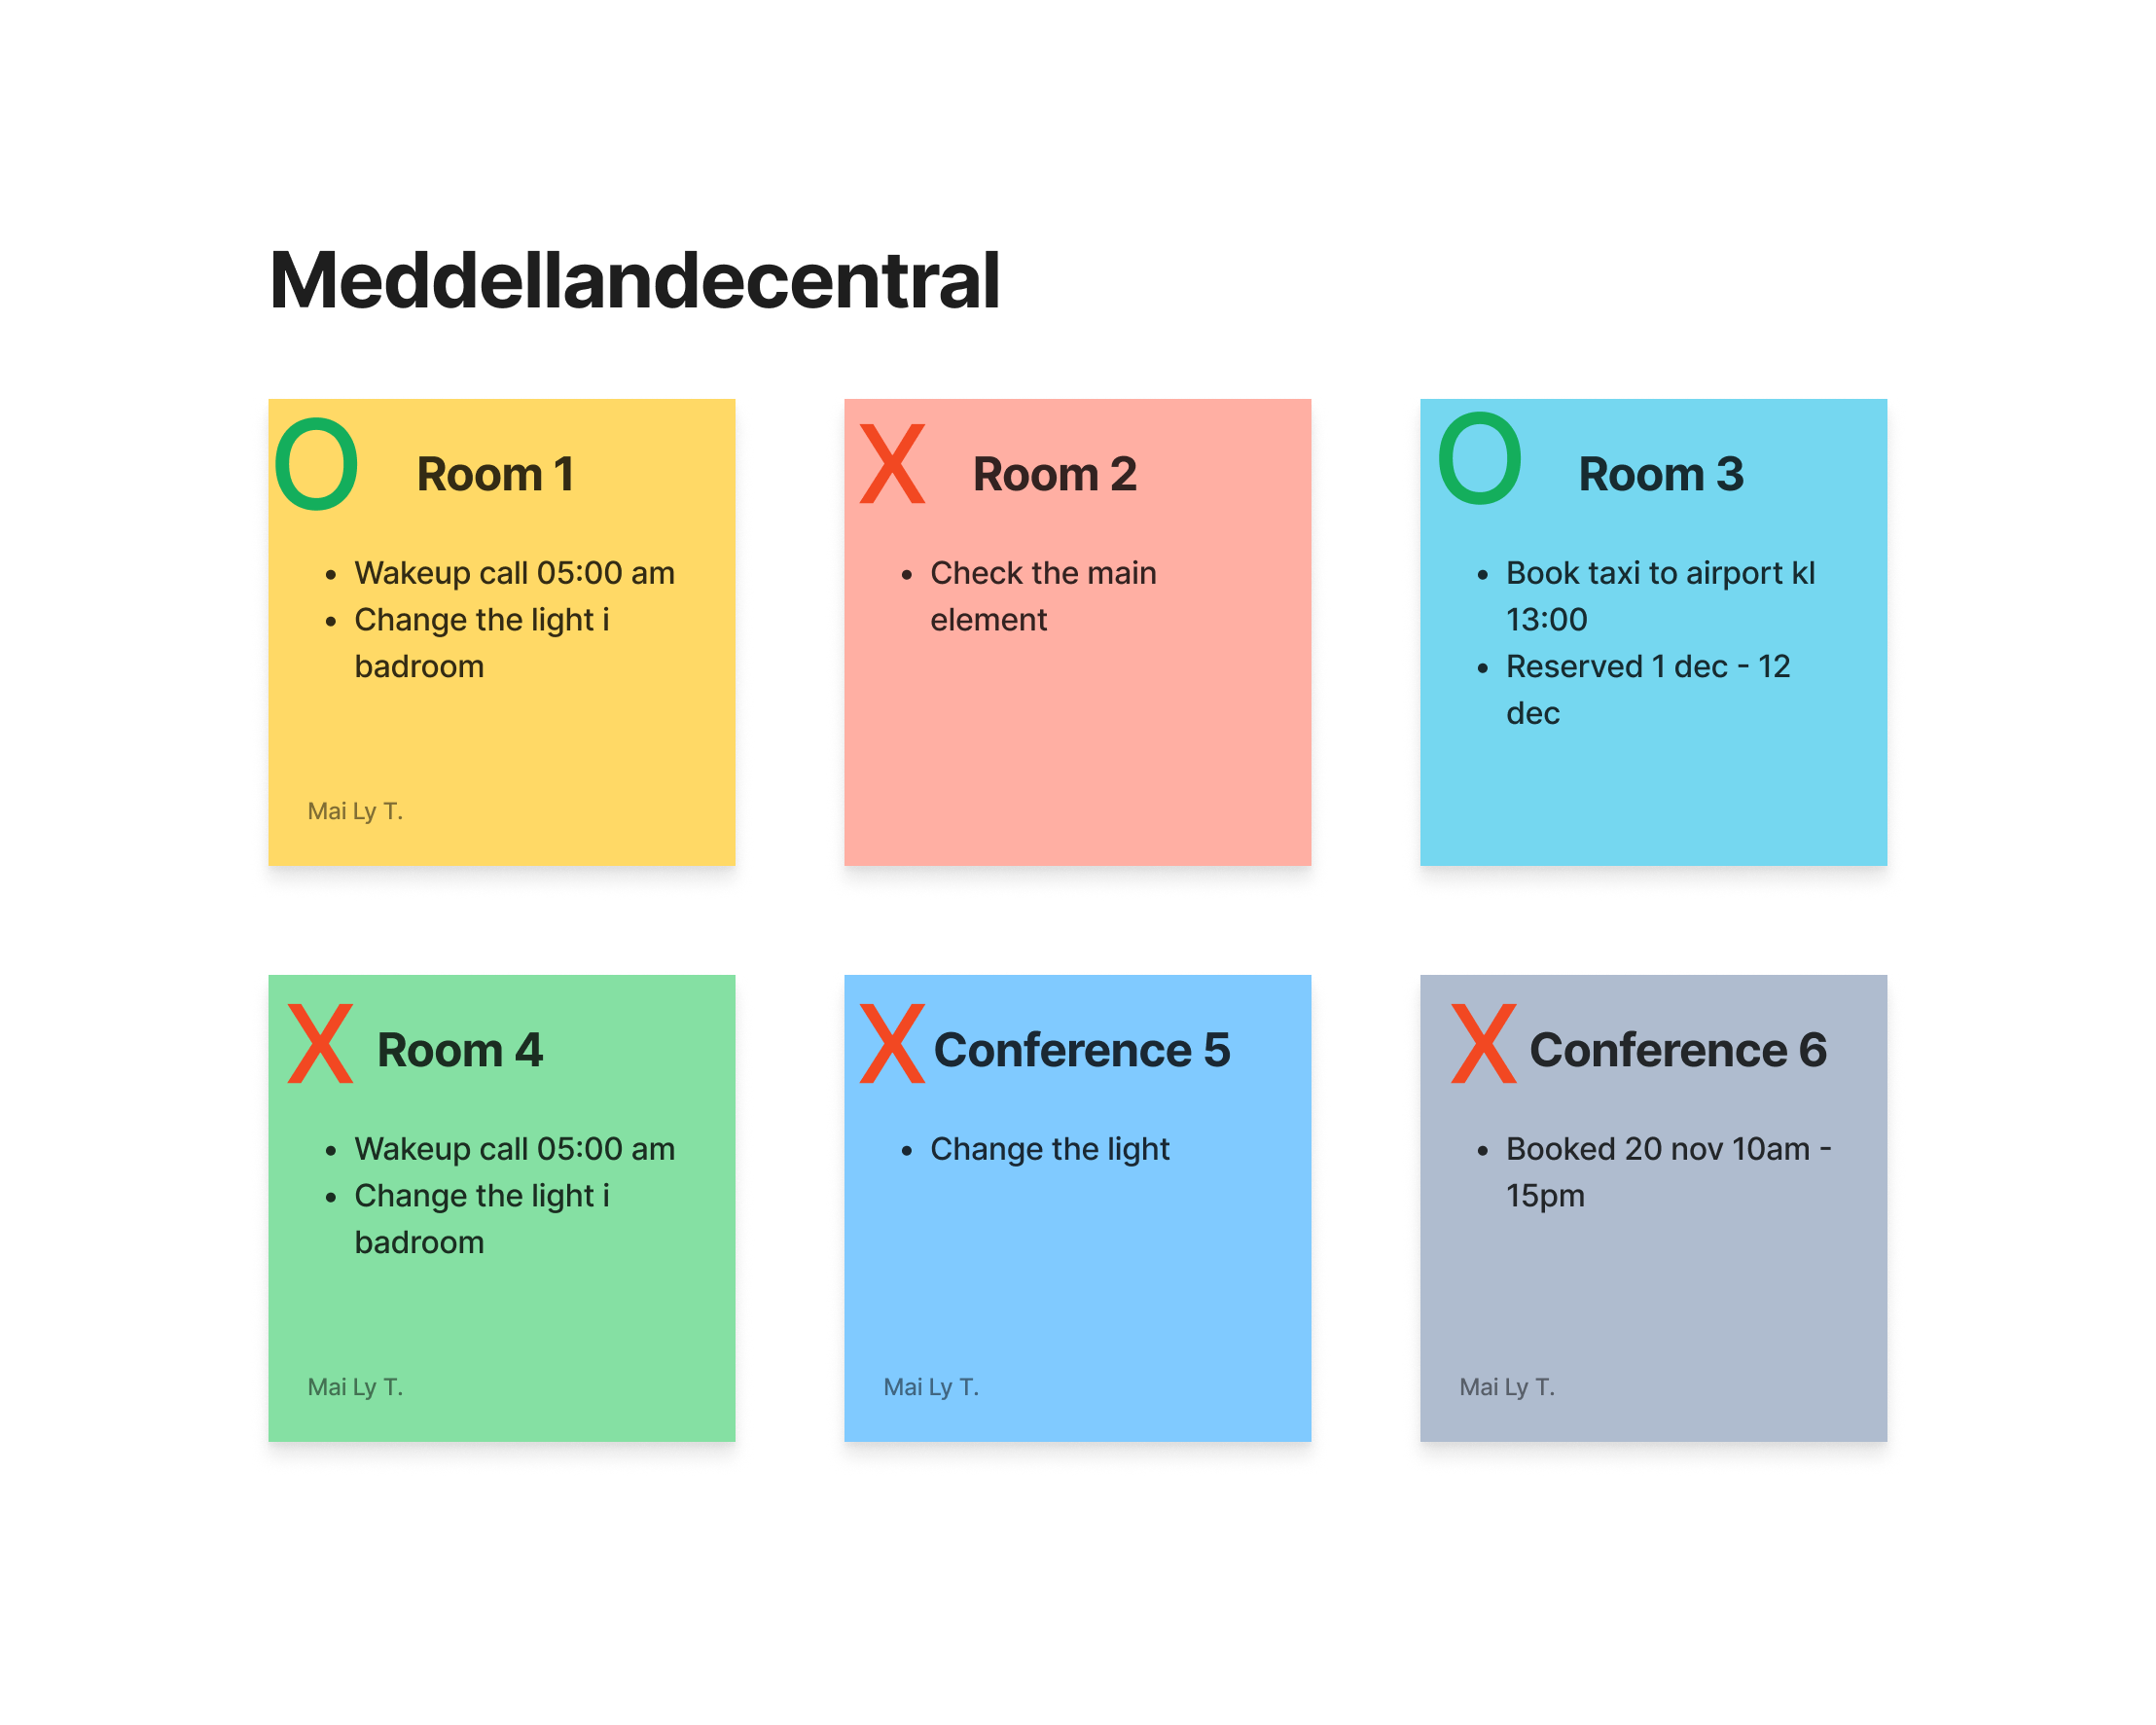 Meddellandecentral
O Room 1
• Wakeup call 05:00 am
• Change the light i
badroom
Mai Ly T.
X Room 2
• Check the main
element
O Room 3
• Book taxi to airport kl
13:00
• Reserved 1 dec - 12
dec
X Room 4
• Wakeup call 05:00 am
• Change the light i
badroom
Mai Ly T.
X Conference 5
• Change the light
Mai Ly T.
X Conference 6
• Booked 20 nov 10am -
15pm
Mai Ly T.